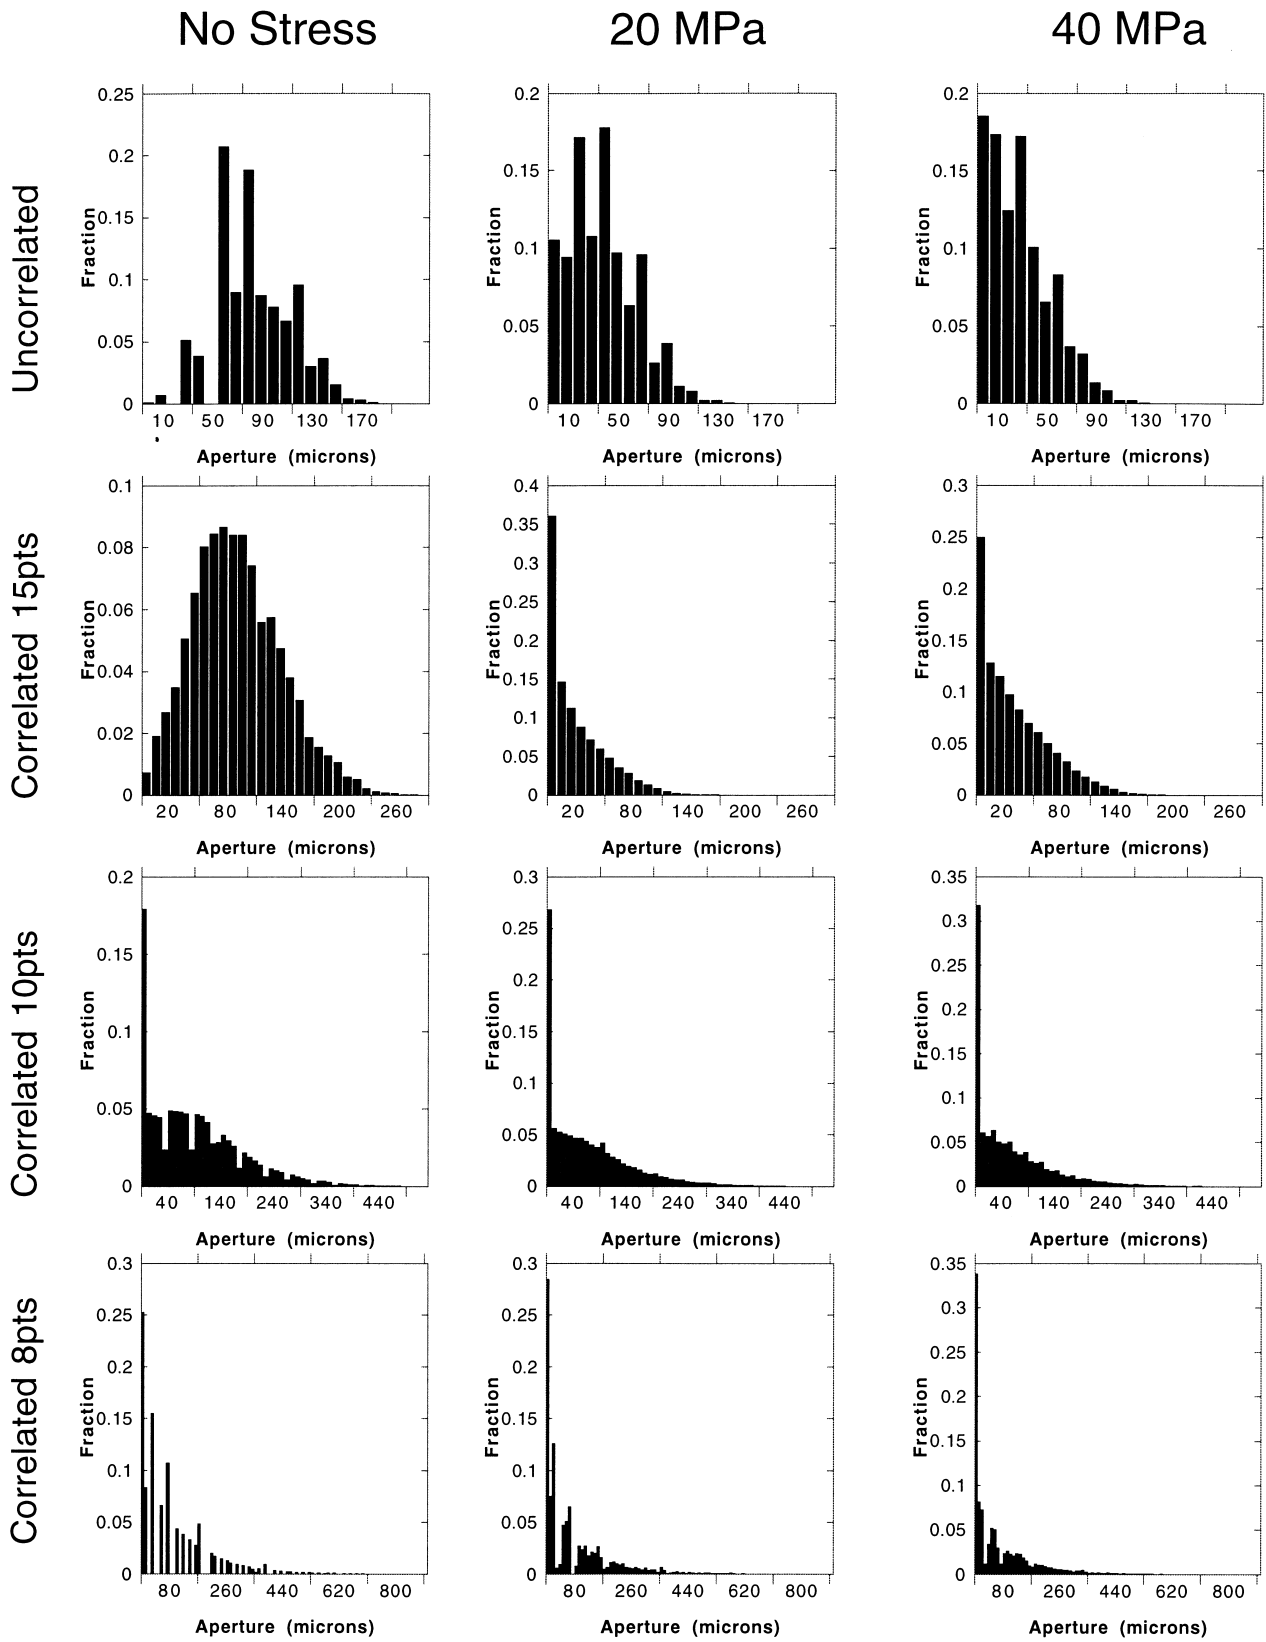 No Stress 20 MPa 40 MPa
Uncorrelated
Fraction
0.25
0.2
0.15
0.1
0.05
0
10 50 90 130 170
Aperture (microns)
Fraction
0.2
0.15
0.1
0.05
0
10 50 90 130 170
Aperture (microns)
Fraction
0.2
0.15
0.1
0.05
0
10 50 90 130 170
Aperture (microns)
Correlated 15pts
Fraction
0.1
0.08
0.06
0.04
0.02
0
20 80 140 200 260
Aperture (microns)
Fraction
0.4
0.35
0.3
0.25
0.2
0.15
0.1
0.05
0
20 80 140 200 260
Aperture (microns)
Fraction
0.3
0.25
0.2
0.15
0.1
0.05
0
20 80 140 200 260
Aperture (microns)
Correlated 10pts
Fraction
0.2
0.15
0.1
0.05
0
40 140 240 340 440
Aperture (microns)
Fraction
0.3
0.25
0.2
0.15
0.1
0.05
0
40 140 240 340 440
Aperture (microns)
Fraction
0.35
0.3
0.25
0.2
0.15
0.1
0.05
0
40 140 240 340 440
Aperture (microns)
Correlated 8pts
Fraction
0.3
0.25
0.2
0.15
0.1
0.05
0
80 260 440 620 800
Aperture (microns)
Fraction
0.3
0.25
0.2
0.15
0.1
0.05
0
80 260 440 620 800
Aperture (microns)
Fraction
0.35
0.3
0.25
0.2
0.15
0.1
0.05
0
80 260 440 620 800
Aperture (microns)